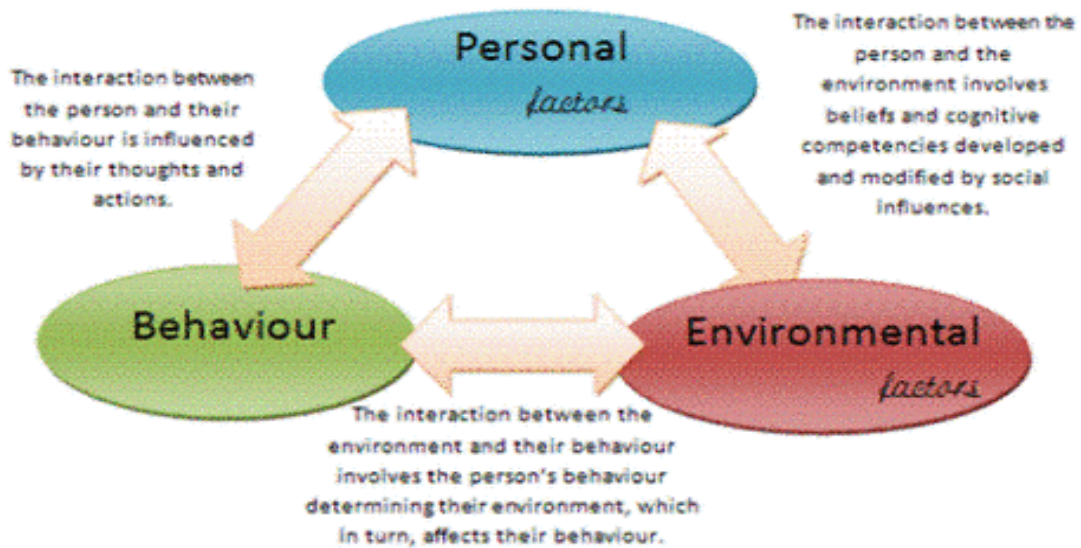 Personal
factors
The interaction between
the person and their
behaviour is influenced
by their thoughts and
actions.
The interaction between the
person and the
environment involves
beliefs and cognitive
competencies developed
and modified by social
influences.
Behaviour
Environmental
factors
The interaction between the
environment and their behaviour
involves the person's behaviour
determining their environment, which
in turn, affects their behaviour.